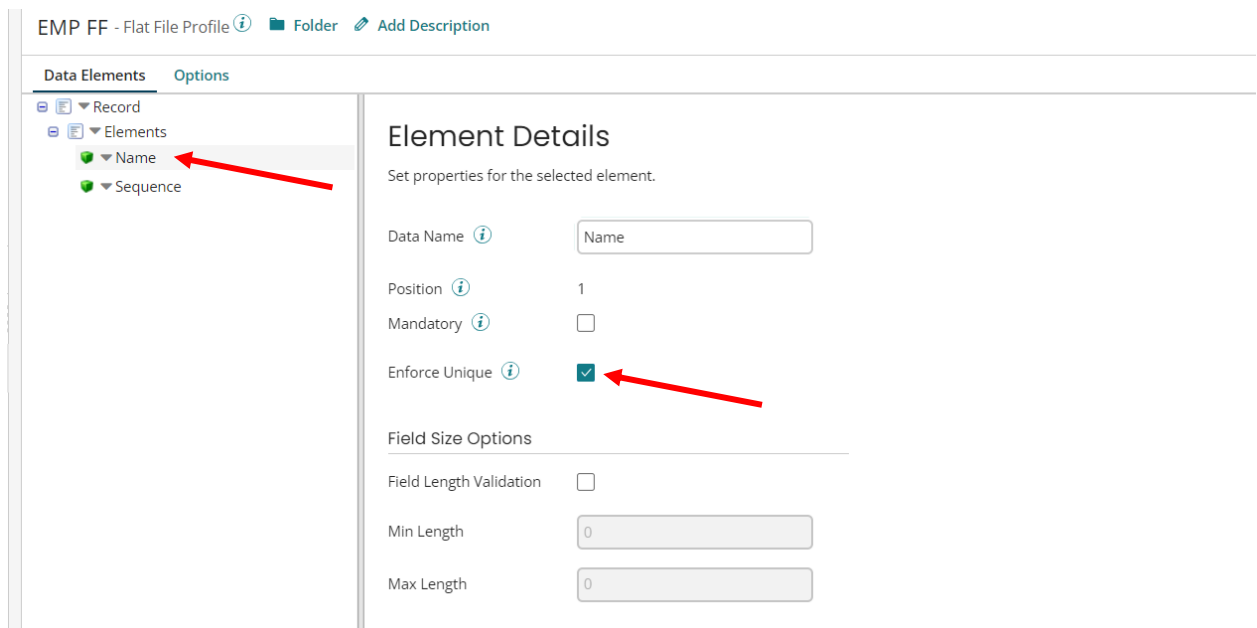 EMP FF - Flat File Profile i Folder Add Description
Data Elements Options
Record
Elements
Name
Sequence
Element Details
Set properties for the selected element.
Data Name i Name
Position i 1
Mandatory i
Enforce Unique i
Field Size Options
Field Length Validation
Min Length 0
Max Length 0